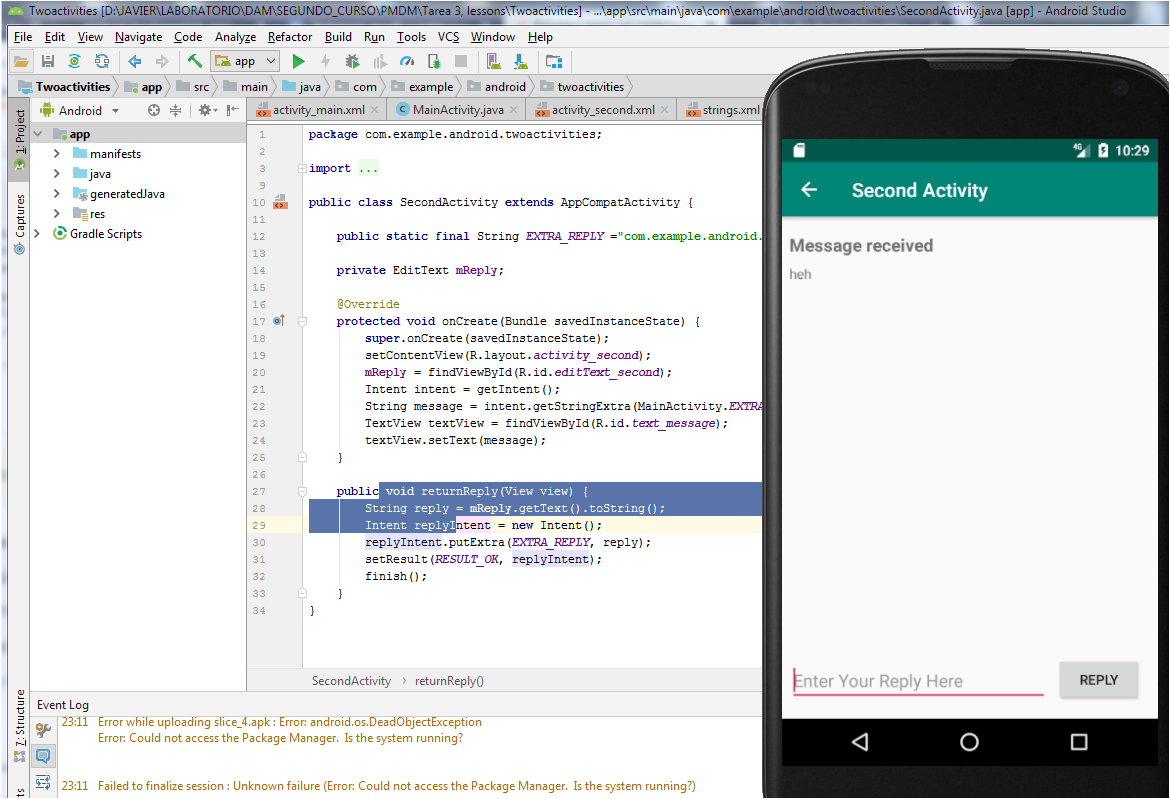 Twoactivities [D:\JAVIER\LABORATORIO\DAM\SEGUNDO_CURSO\PMDM\Tarea 3, lessons\Twoactivities] - ...\app\src\main\java\com\example\android\twoactivities\SecondActivity.java [app] - Android Studio
File Edit View Navigate Code Analyze Refactor Build Run Tools VCS Window Help
app
Twoactivities app src main java com example android twoactivities
1: Project
Captures
7: Structure
Android
app
manifests
java
generatedJava
res
Gradle Scripts
activity_main.xml MainActivity.java activity_second.xml strings.xml
1 package com.example.android.twoactivities;
2
3 import ...
9
10 public class SecondActivity extends AppCompatActivity {
11
12 public static final String EXTRA_REPLY ="com.example.android.
13
14 private EditText mReply;
15
16 @Override
17 protected void onCreate(Bundle savedInstanceState) {
18 super.onCreate(savedInstanceState);
19 setContentView(R.layout.activity_second);
20 mReply = findViewById(R.id.editText_second);
21 Intent intent = getIntent();
22 String message = intent.getStringExtra(MainActivity.EXTRA
23 TextView textView = findViewById(R.id.text_message);
24 textView.setText(message);
25 }
26
27 public void returnReply(View view) {
28 String reply = mReply.getText().toString();
29 Intent replyIntent = new Intent();
30 replyIntent.putExtra(EXTRA_REPLY, reply);
31 setResult(RESULT_OK, replyIntent);
32 finish();
33 }
34 }
SecondActivity returnReply()
Event Log
23:11 Error while uploading slice_4.apk : Error: android.os.DeadObjectException
Error: Could not access the Package Manager. Is the system running?
23:11 Failed to finalize session : Unknown failure (Error: Could not access the Package Manager. Is the system running?)
4G 10:29
Second Activity
Message received
heh
Enter Your Reply Here
REPLY